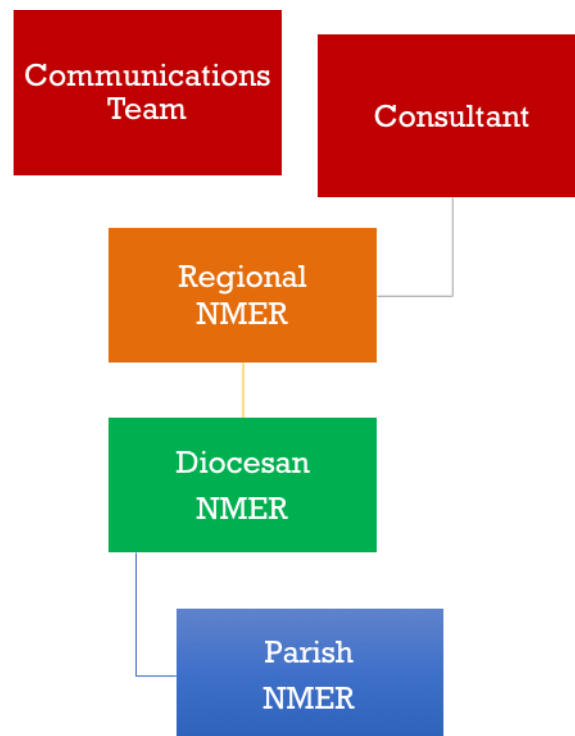 Communications
Team
Consultant
Regional
NMER
Diocesan
NMER
Parish
NMER